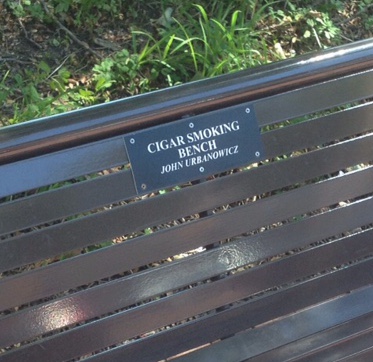 CIGAR SMOKING
BENCH
JOHN URBANOWICZ